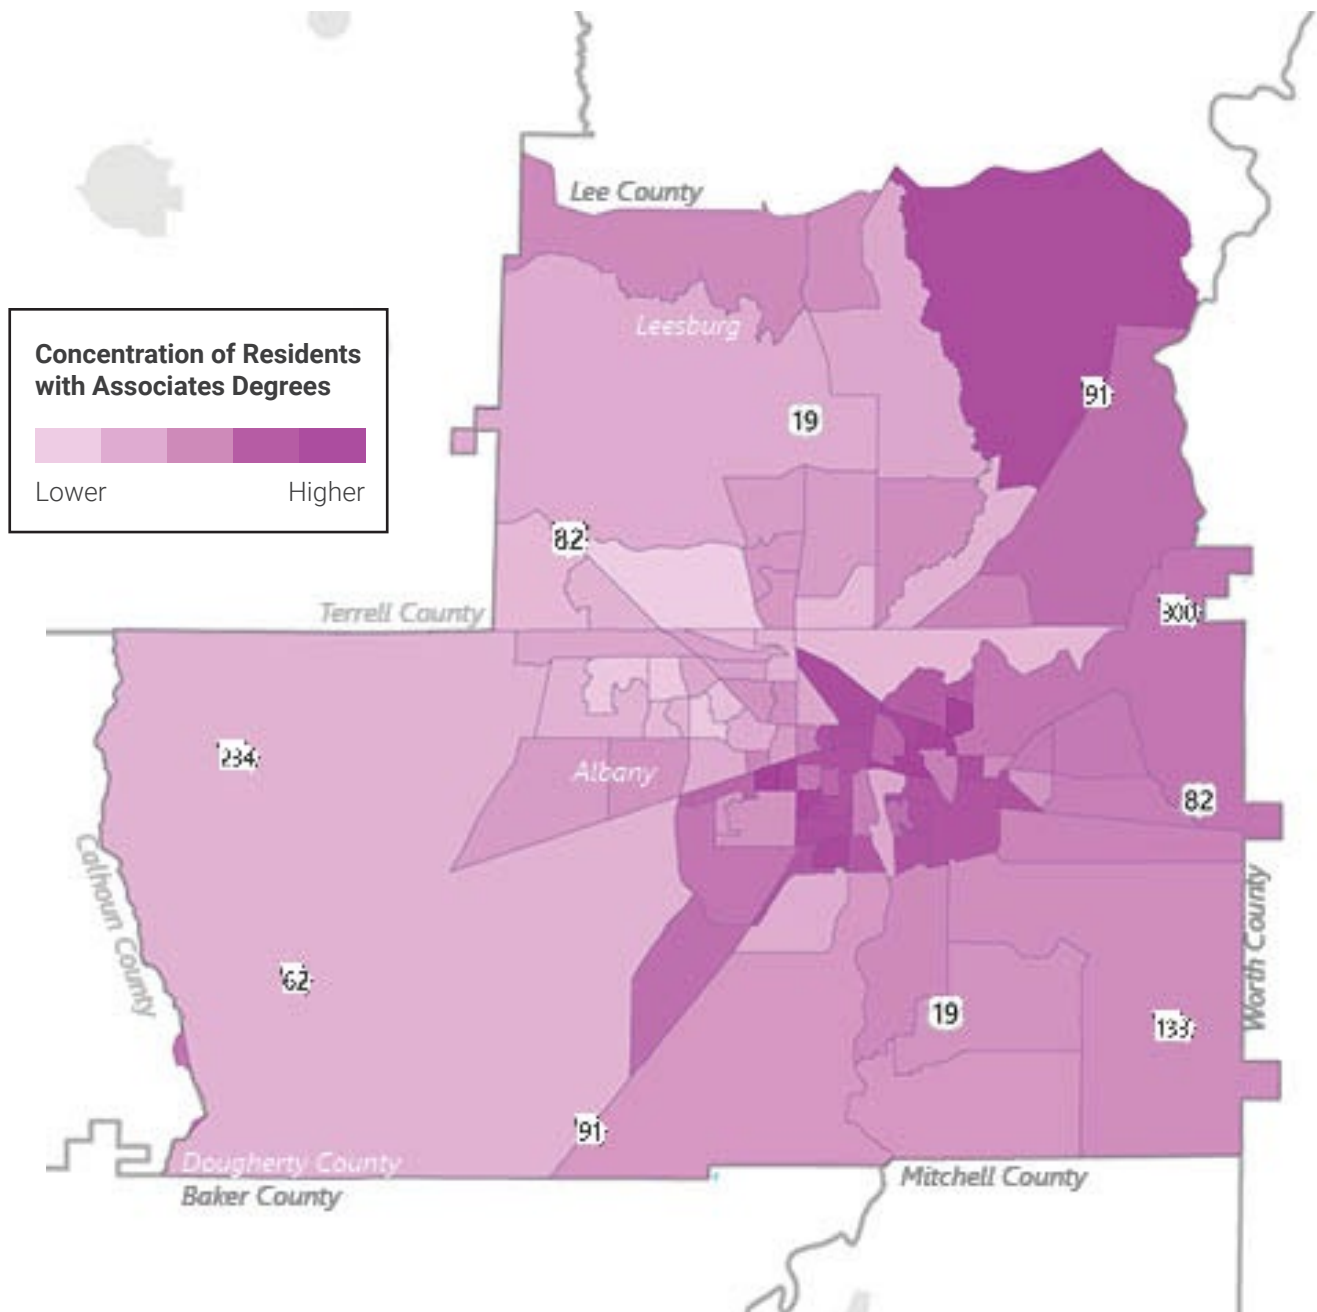 Lee County
Leesburg
Concentration of Residents
with Associates Degrees
Lower
Higher
91
19
82
Terrell County
300
234
Albany
82
Calhoun County
Worth County
62
19
133
91
Dougherty County
Baker County
Mitchell County